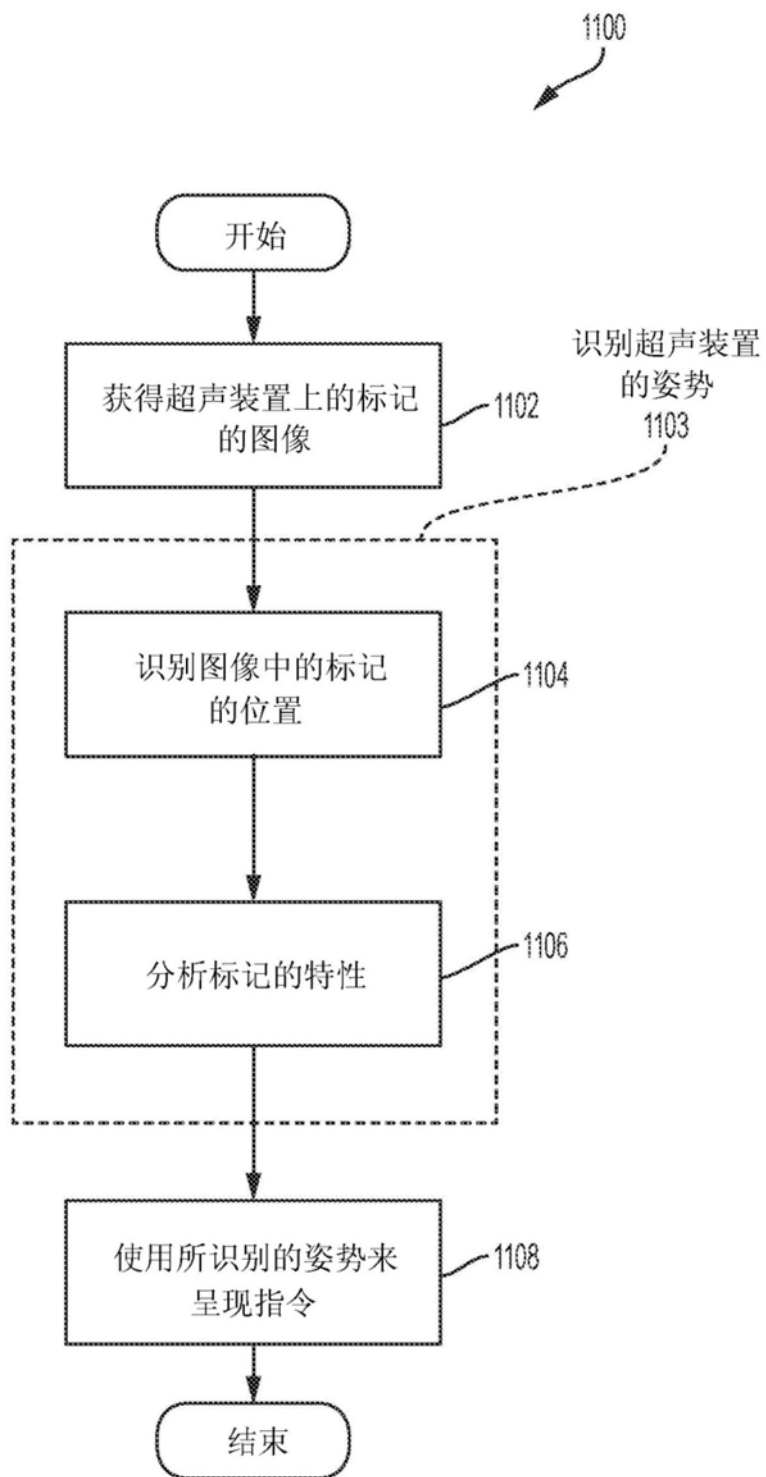 1100
开始
获得超声装置上的标记
的图像
1102
识别超声装置
的姿势
1103
识别图像中的标记
的位置
1104
分析标记的特性
1106
使用所识别的姿势来
呈现指令
1108
结束